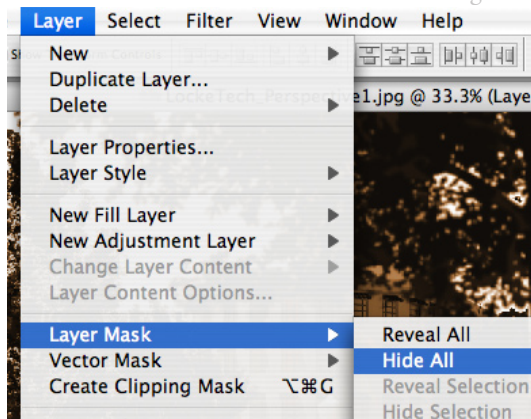 Layer Select Filter View Window Help
New
Duplicate Layer...
Delete
LockeTech_Perspective1.jpg @ 33.3% (Laye
Layer Properties...
Layer Style
New Fill Layer
New Adjustment Layer
Change Layer Content
Layer Content Options...
Layer Mask
Reveal All
Vector Mask
Hide All
Create Clipping Mask ⌥⌘G
Reveal Selection
Hide Selection